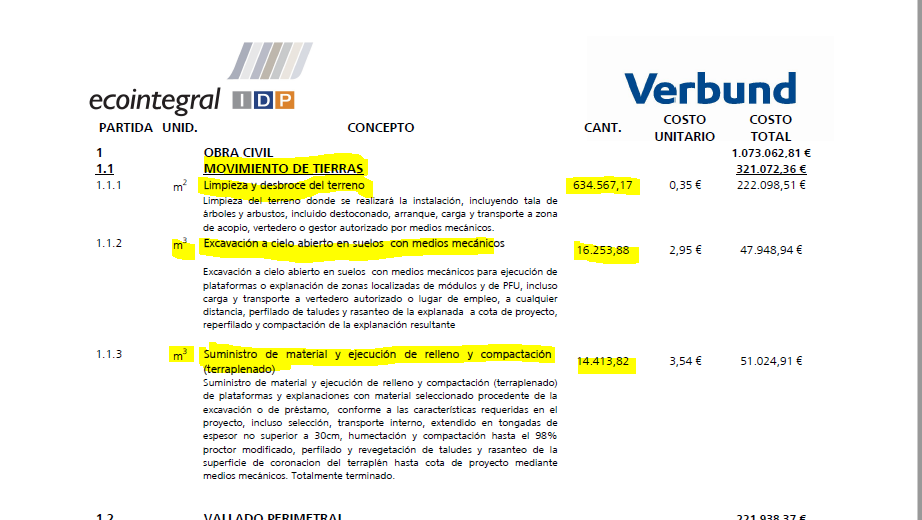 ecointegral IDP
Verbund
PARTIDA UNID. CONCEPTO CANT. COSTO UNITARIO COSTO TOTAL
1 OBRA CIVIL 1.073.062,81 €
1.1 MOVIMIENTO DE TIERRAS 321.072,36 €
1.1.1 m² Limpieza y desbroce del terreno 634.567,17 0,35 € 222.098,51 €
Limpieza del terreno donde se realizará la instalación, incluyendo tala de
árboles y arbustos, incluido destoconado, arranque, carga y transporte a zona
de acopio, vertedero o gestor autorizado por medios mecánicos.
1.1.2 m³ Excavación a cielo abierto en suelos con medios mecánicos 16.253,88 2,95 € 47.948,94 €
Excavación a cielo abierto en suelos con medios mecánicos para ejecución de
plataformas o explanación de zonas localizadas de módulos y de PFU, incluso
carga y transporte a vertedero autorizado o lugar de empleo, a cualquier
distancia, perfilado de taludes y rasanteo de la explanada a cota de proyecto,
reperfilado y compactación de la explanación resultante
1.1.3 m³ Suministro de material y ejecución de relleno y compactación
(terraplenado) 14.413,82 3,54 € 51.024,91 €
Suministro de material y ejecución de relleno y compactación (terraplenado)
de plataformas y explanaciones con material seleccionado procedente de la
excavación o de préstamo, conforme a las características requeridas en el
proyecto, incluso selección, transporte interno, extendido en tongadas de
espesor no superior a 30cm, humectación y compactación hasta el 98%
proctor modificado, perfilado y revegetación de taludes y rasanteo de la
superficie de coronacion del terraplén hasta cota de proyecto mediante
medios mecánicos. Totalmente terminado.
1.2 VALLADO PERIMETRAL 221.938,37 €